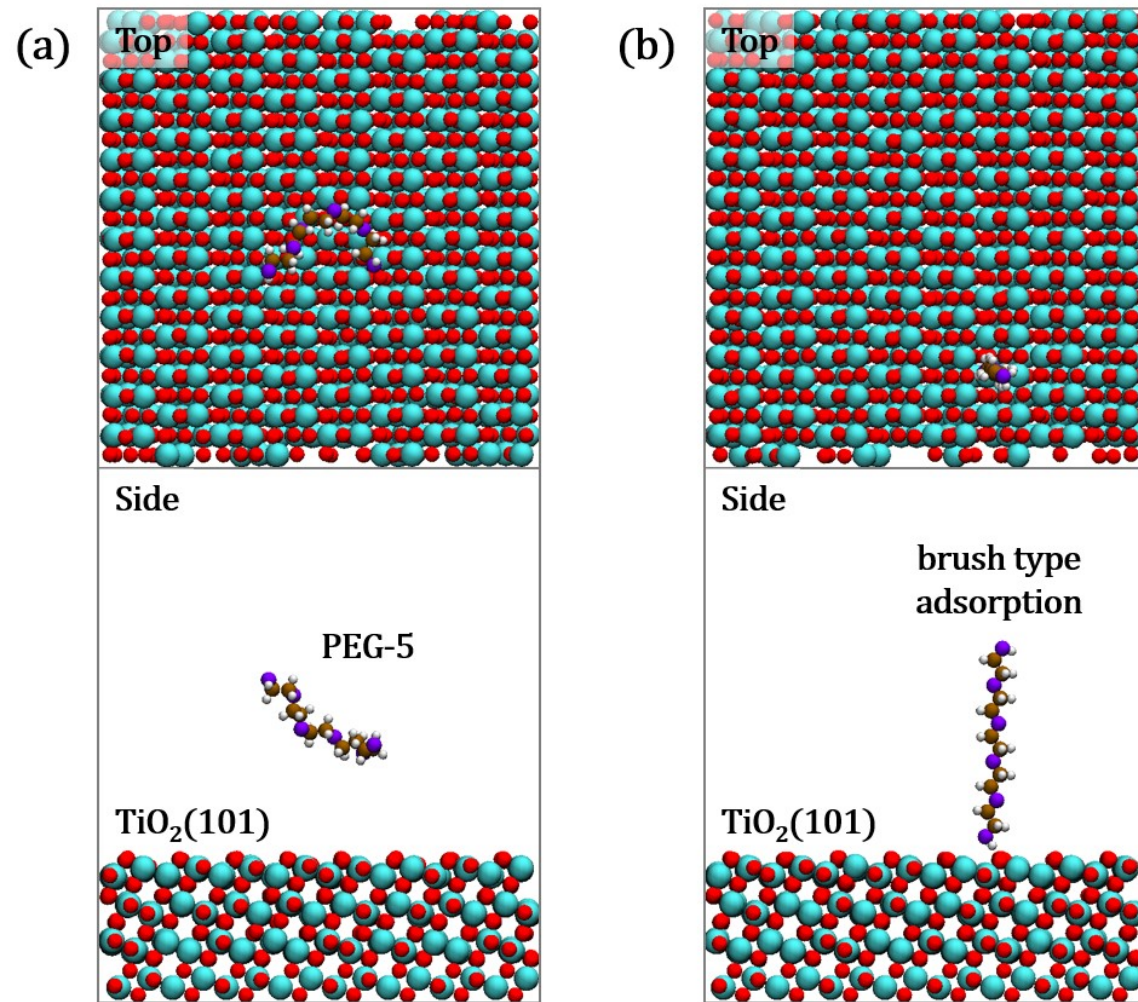 (a)
Top
Side
PEG-5
TiO₂(101)
(b)
Top
Side
brush type
adsorption
TiO₂(101)